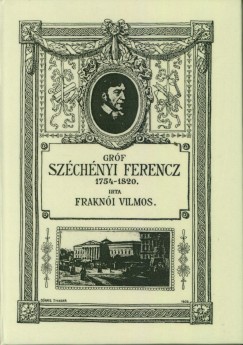 GRÓF
SZÉCHÉNYI FERENCZ
1754-1820.
IRTA
FRAKNÓI VILMOS.